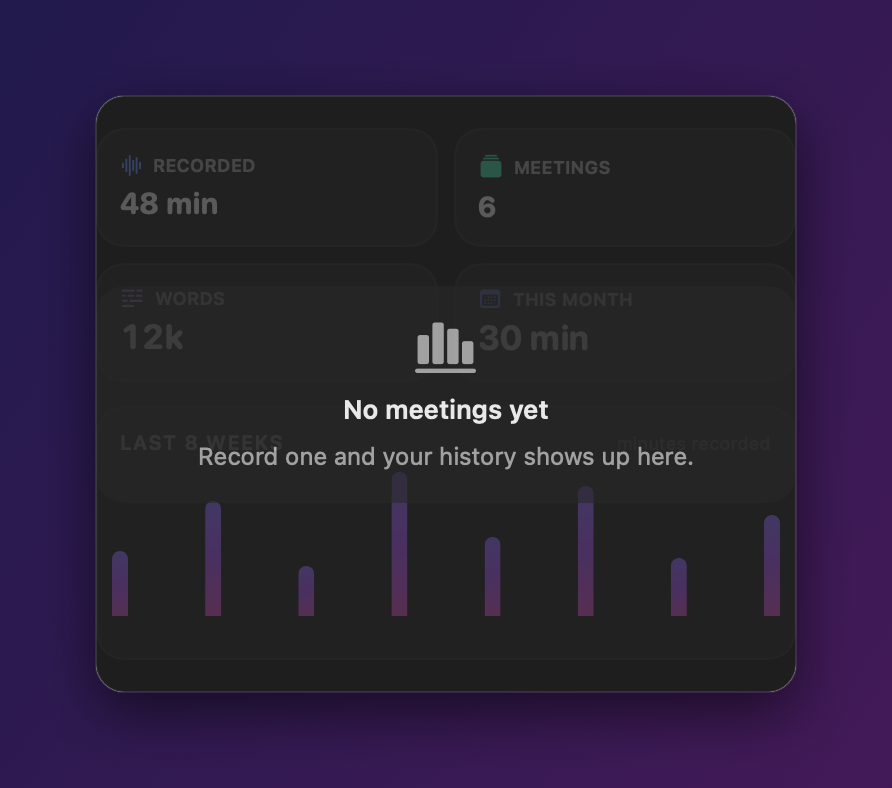 RECORDED
48 min
MEETINGS
6
WORDS
12k
THIS MONTH
30 min
No meetings yet
LAST 8 WEEKS
minutes recorded
Record one and your history shows up here.